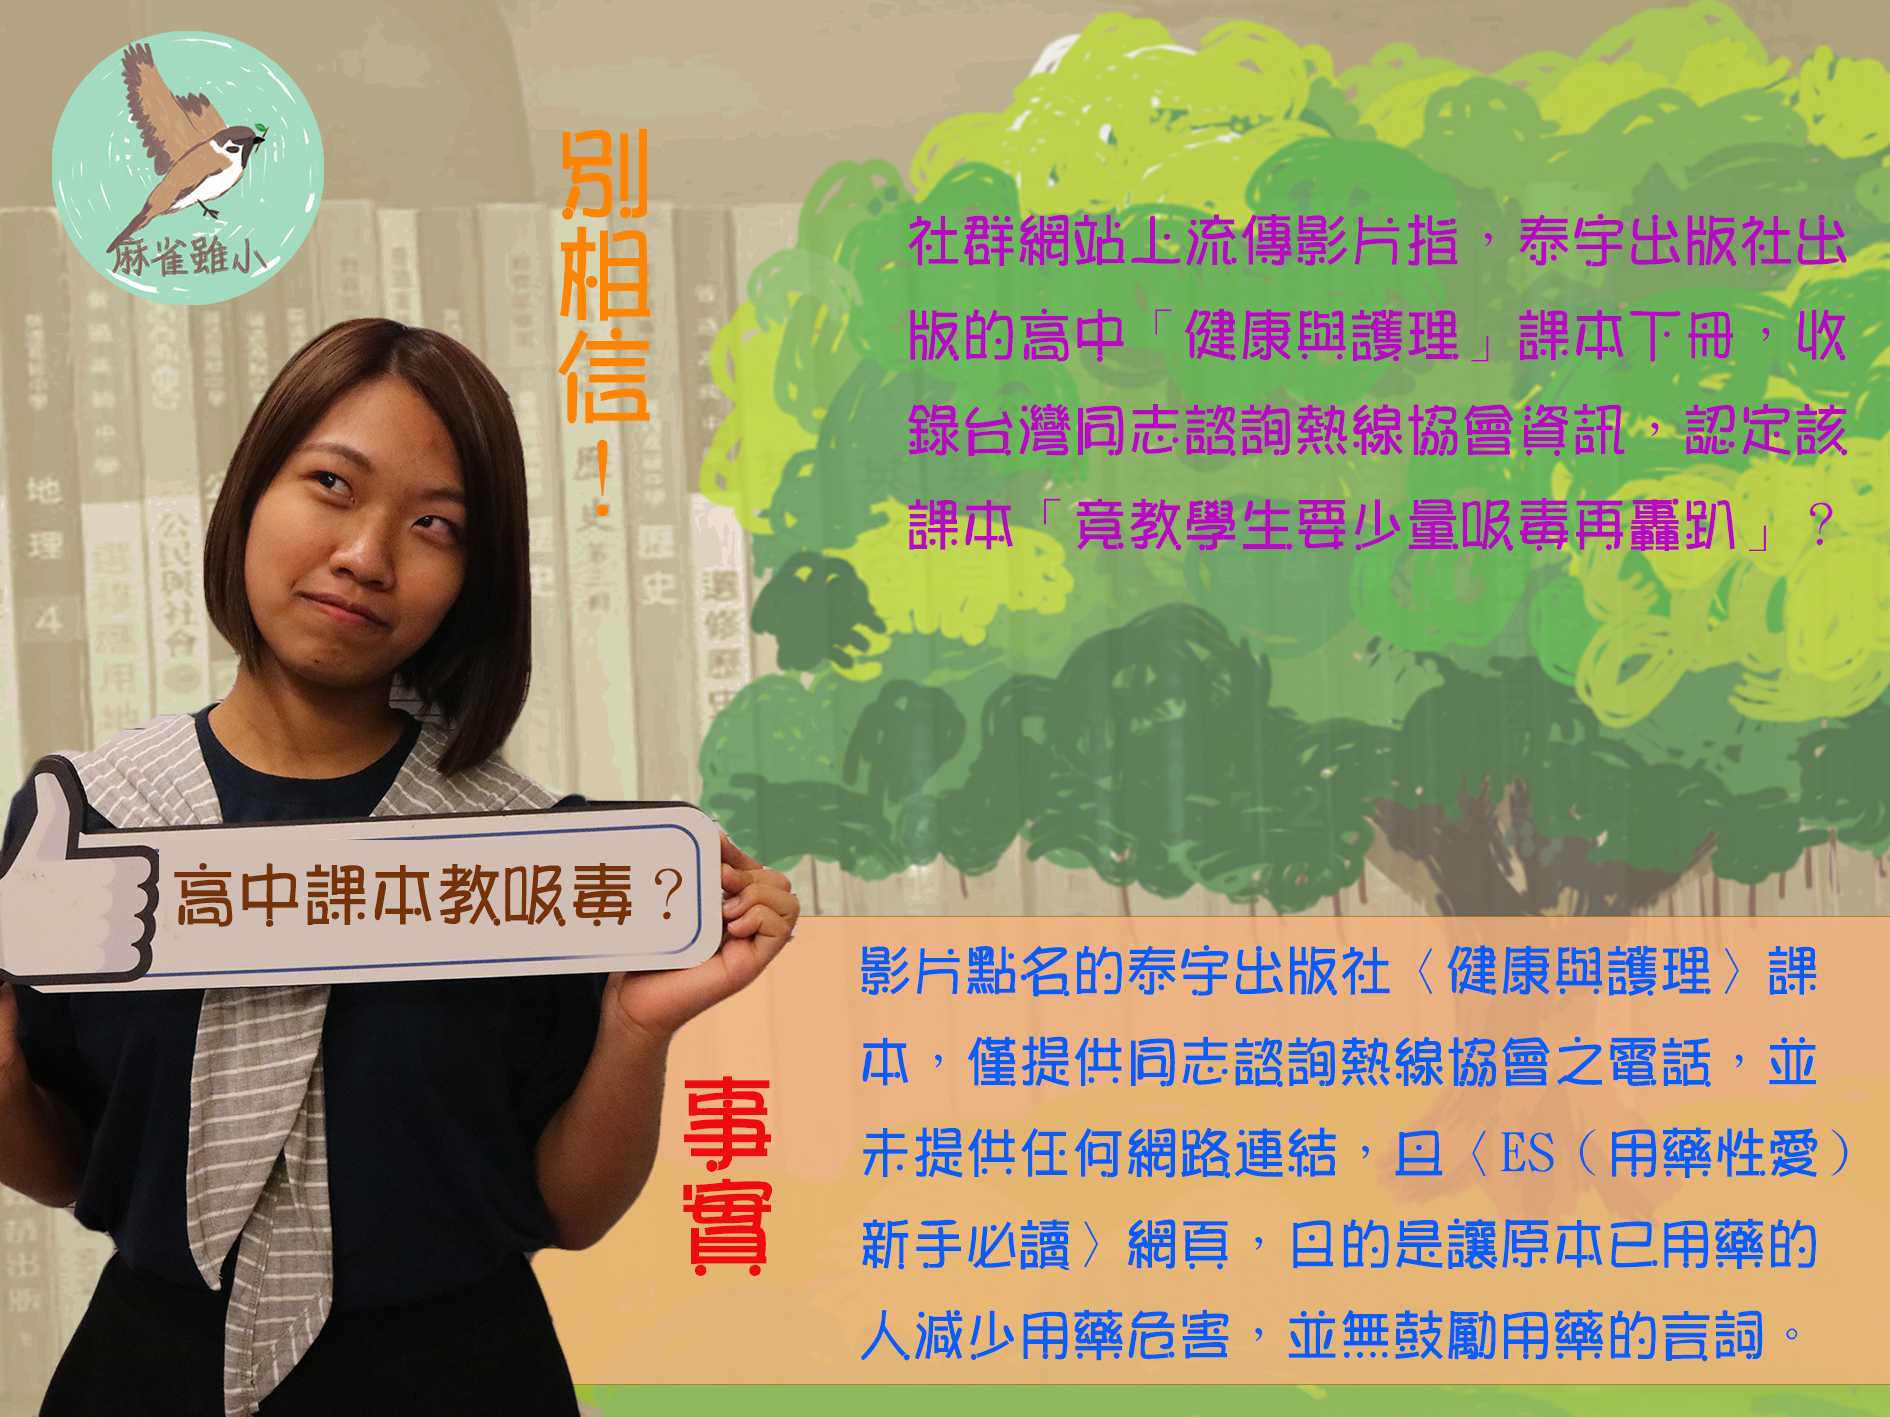 麻雀雖小
別相信！
社群網站上流傳影片指，泰宇出版社出
版的高中「健康與護理」課本下冊，收
錄台灣同志諮詢熱線協會資訊，認定該
課本「竟教學生要少量吸毒再轟趴」？
地理 4
公民與社會
歷史
選修歷史
高中課本教吸毒？
事實
影片點名的泰宇出版社〈健康與護理〉課
本，僅提供同志諮詢熱線協會之電話，並
未提供任何網路連結，且〈ES（用藥性愛）
新手必讀〉網頁，目的是讓原本已用藥的
人減少用藥危害，並無鼓勵用藥的言詞。